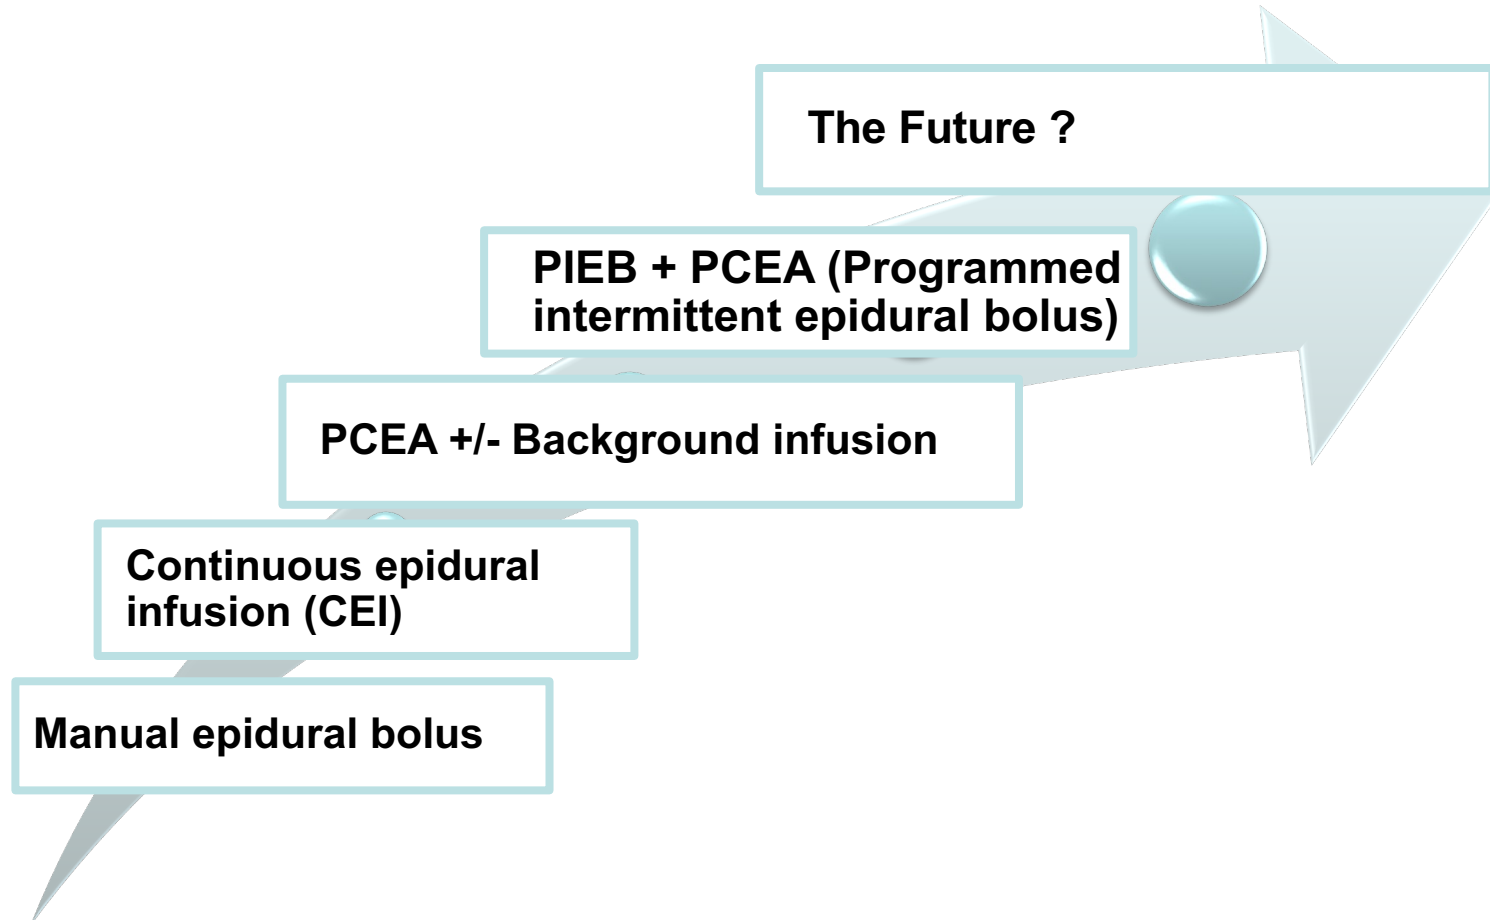 The Future ?
PIEB + PCEA (Programmed
intermittent epidural bolus)
PCEA +/- Background infusion
Continuous epidural
infusion (CEI)
Manual epidural bolus